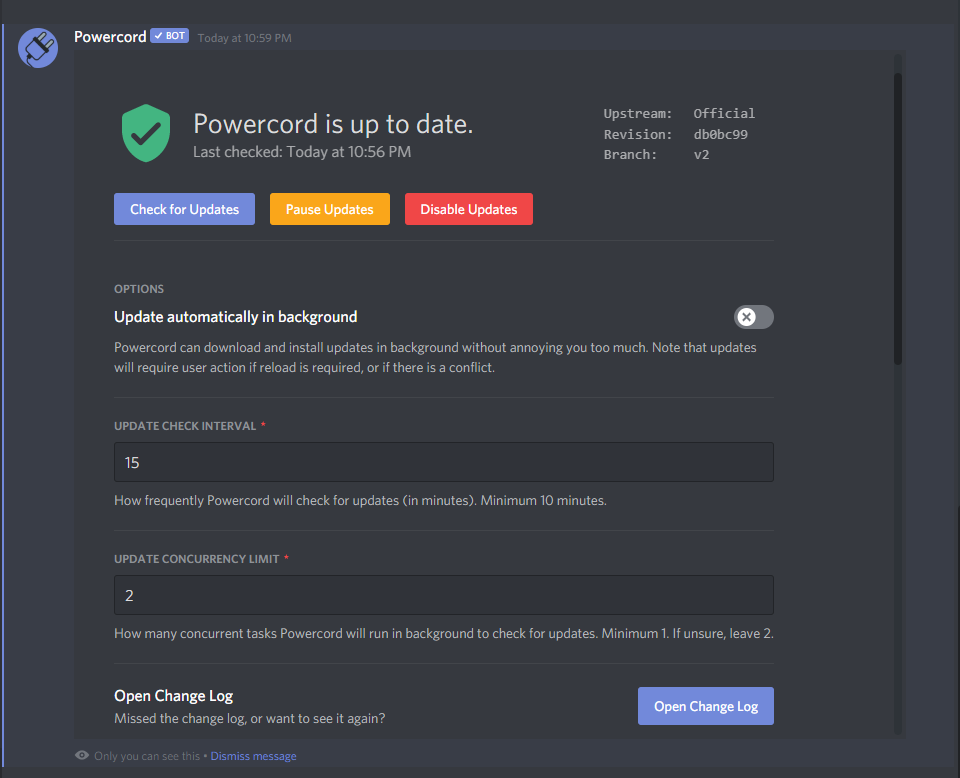 Powercord ✔ BOT Today at 10:59 PM
Powercord is up to date.
Last checked: Today at 10:56 PM
Upstream: Official
Revision: db0bc99
Branch: v2
Check for Updates Pause Updates Disable Updates
OPTIONS
Update automatically in background
Powercord can download and install updates in background without annoying you too much. Note that updates
will require user action if reload is required, or if there is a conflict.
UPDATE CHECK INTERVAL *
15
How frequently Powercord will check for updates (in minutes). Minimum 10 minutes.
UPDATE CONCURRENCY LIMIT *
2
How many concurrent tasks Powercord will run in background to check for updates. Minimum 1. If unsure, leave 2.
Open Change Log
Missed the change log, or want to see it again?
Open Change Log
Only you can see this • Dismiss message